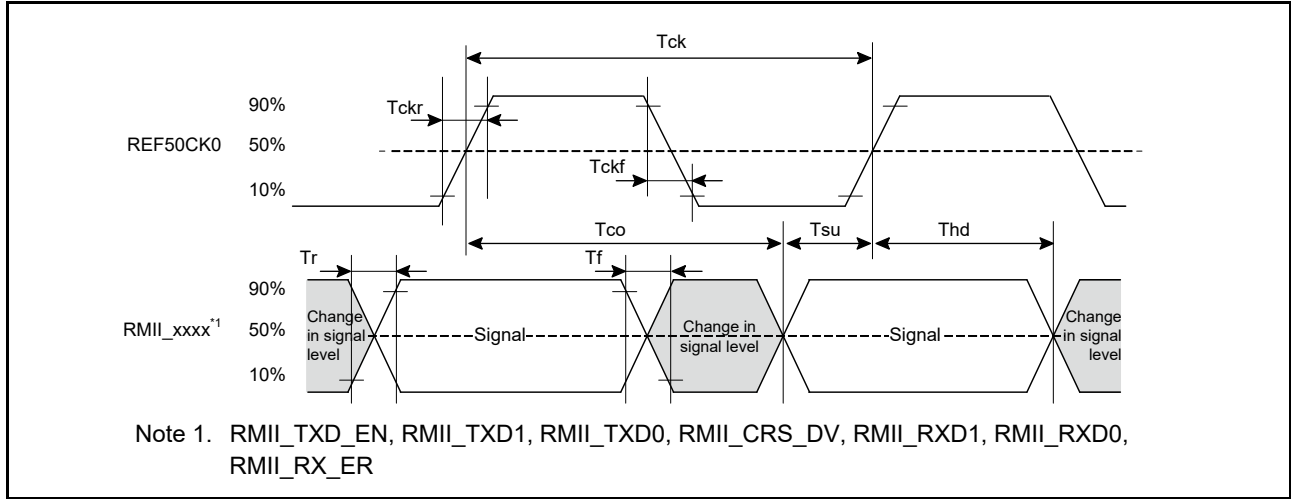 Tck
90%
Tckr
REF50CK0
50%
Tckf
10%
Tco
Tsu
Thd
Tr
Tf
90%
RMII_xxxx*1
50%
10%
Change
in signal
level
Signal
Change in
signal level
Signal
Change
in signal
level
Note 1. RMII_TXD_EN, RMII_TXD1, RMII_TXD0, RMII_CRS_DV, RMII_RXD1, RMII_RXD0,
RMII_RX_ER